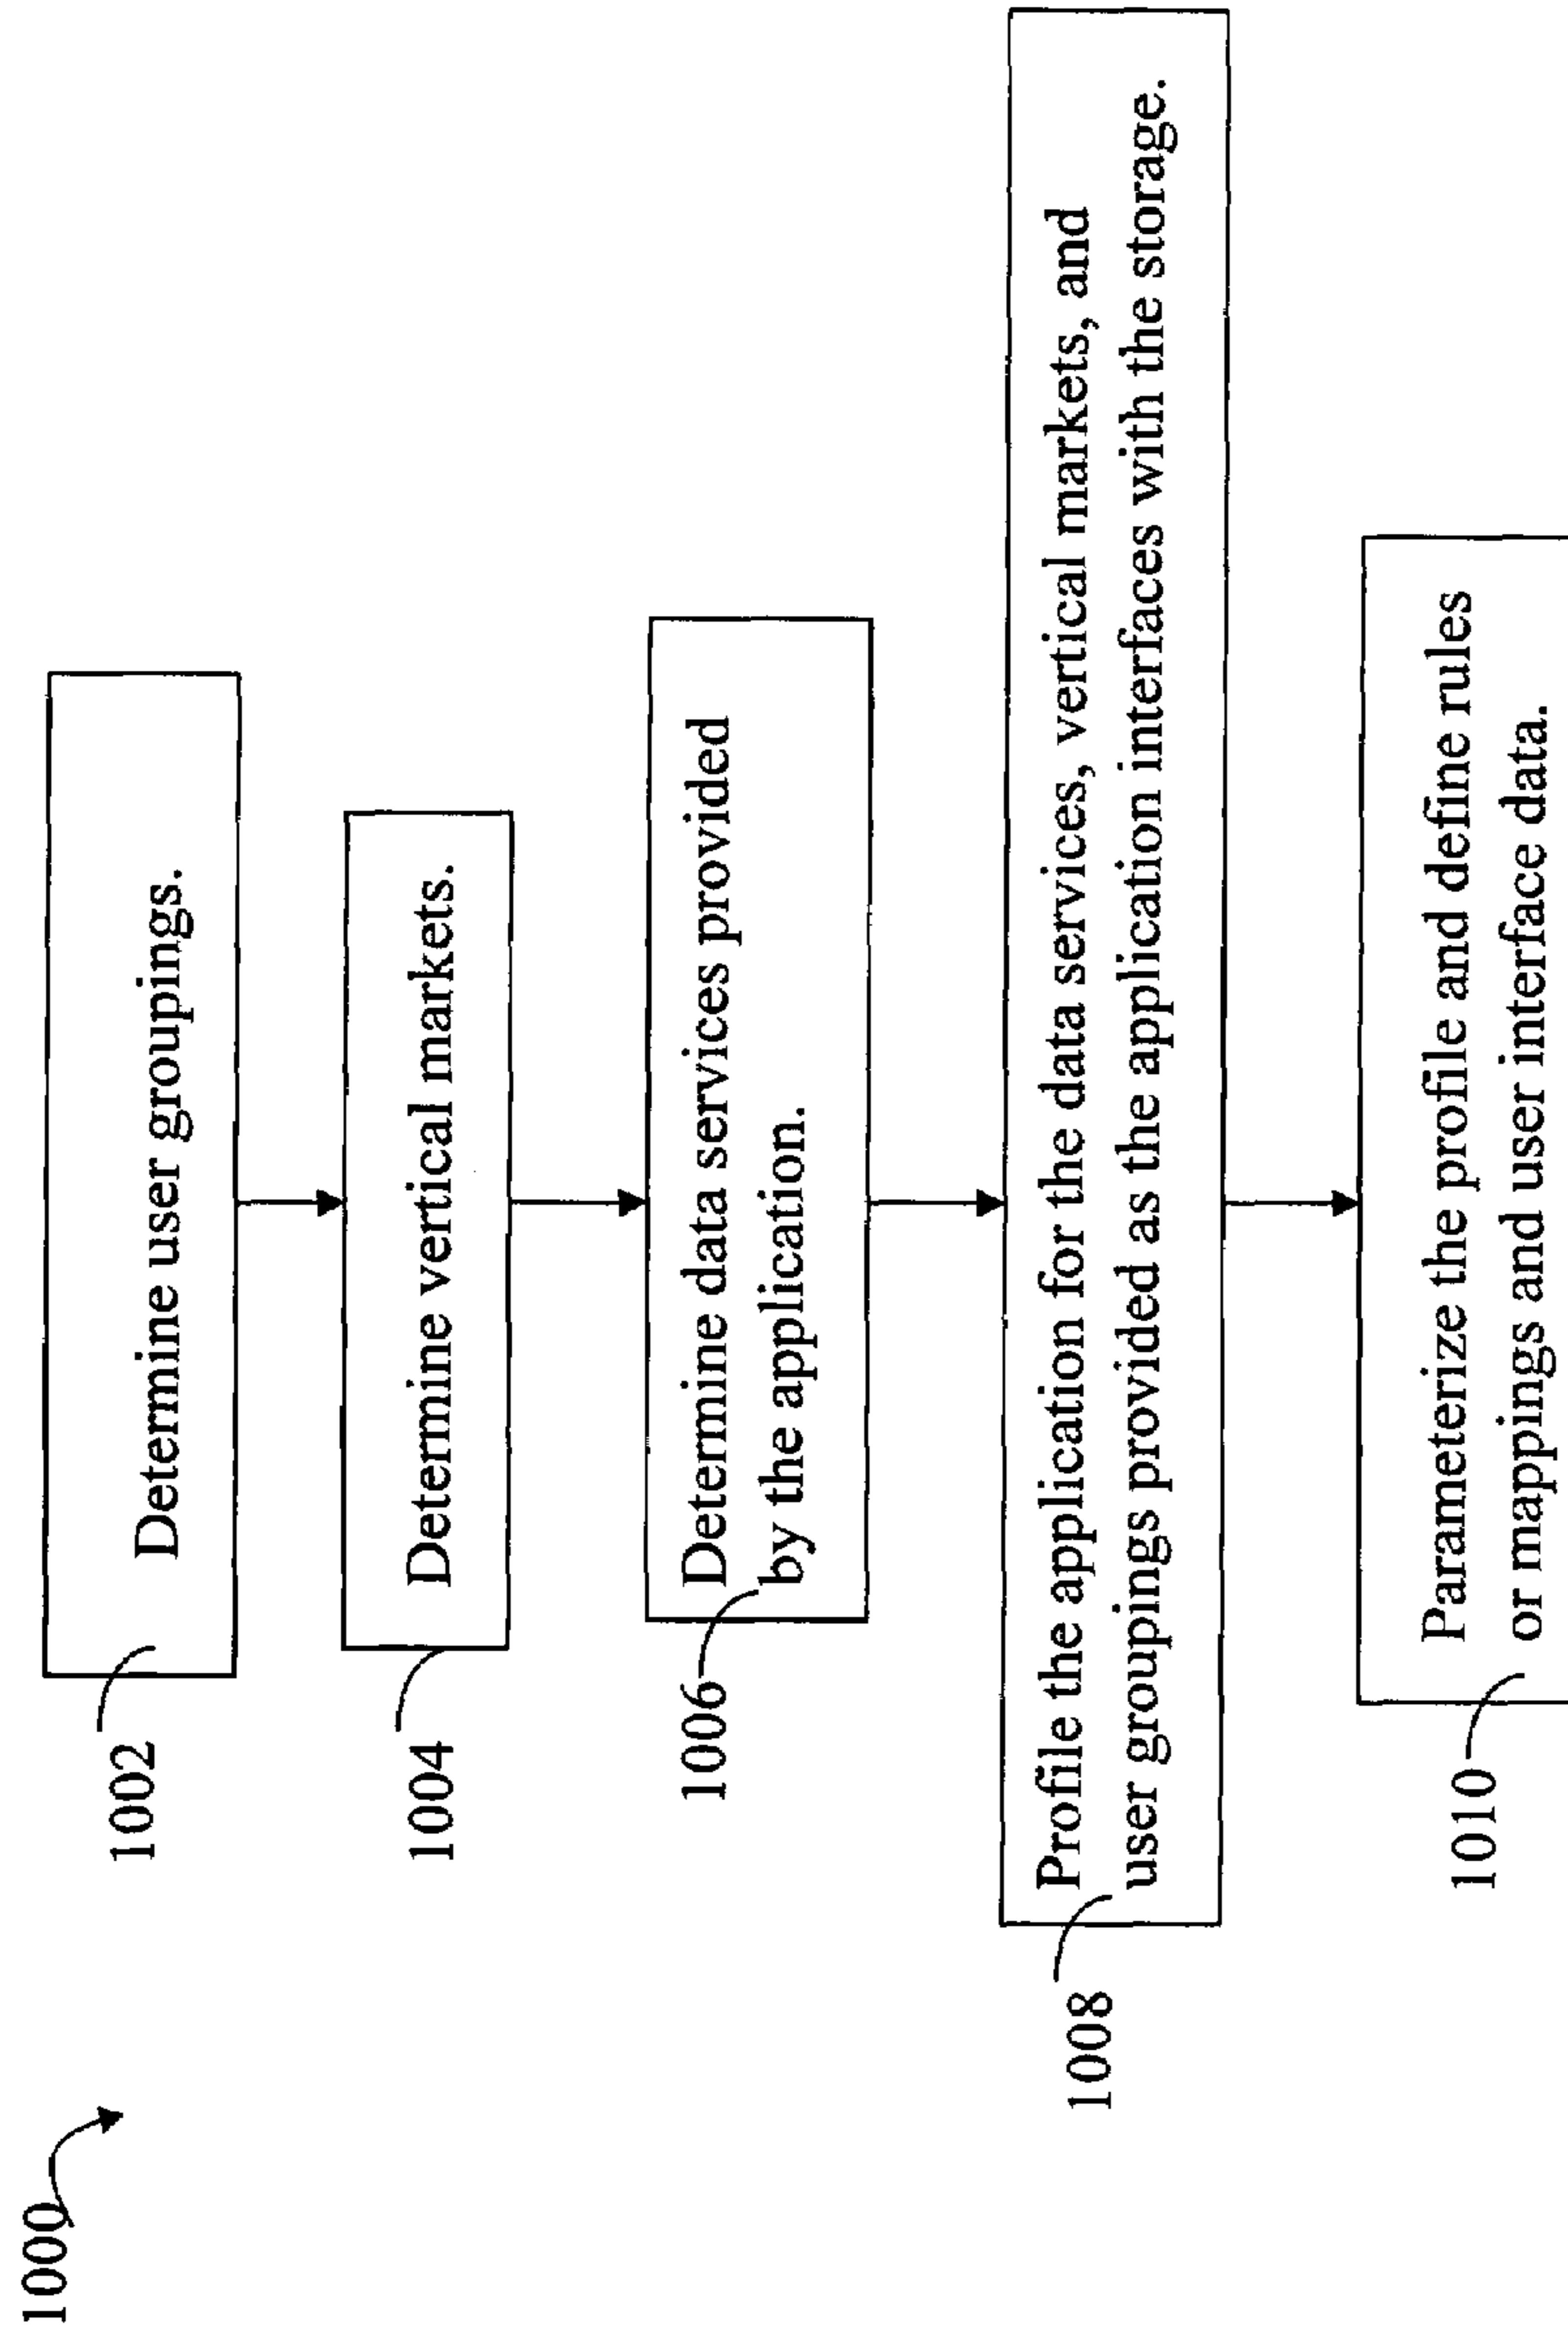 1000
1002
Determine user groupings.
1004
Determine vertical markets.
1006
Determine data services provided
by the application.
1008
Profile the application for the data services, vertical markets, and
user groupings provided as the application interfaces with the storage.
1010
Parameterize the profile and define rules
or mappings and user interface data.